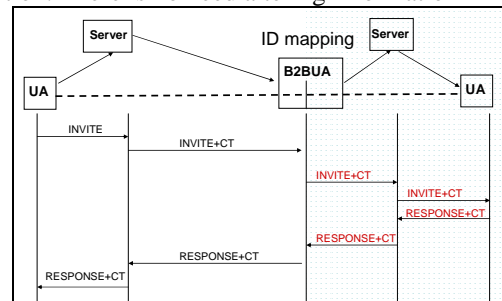 Server
ID mapping
Server
B2BUA
UA
UA
INVITE
INVITE+CT
INVITE+CT
INVITE+CT
RESPONSE+CT
RESPONSE+CT
RESPONSE+CT
RESPONSE+CT